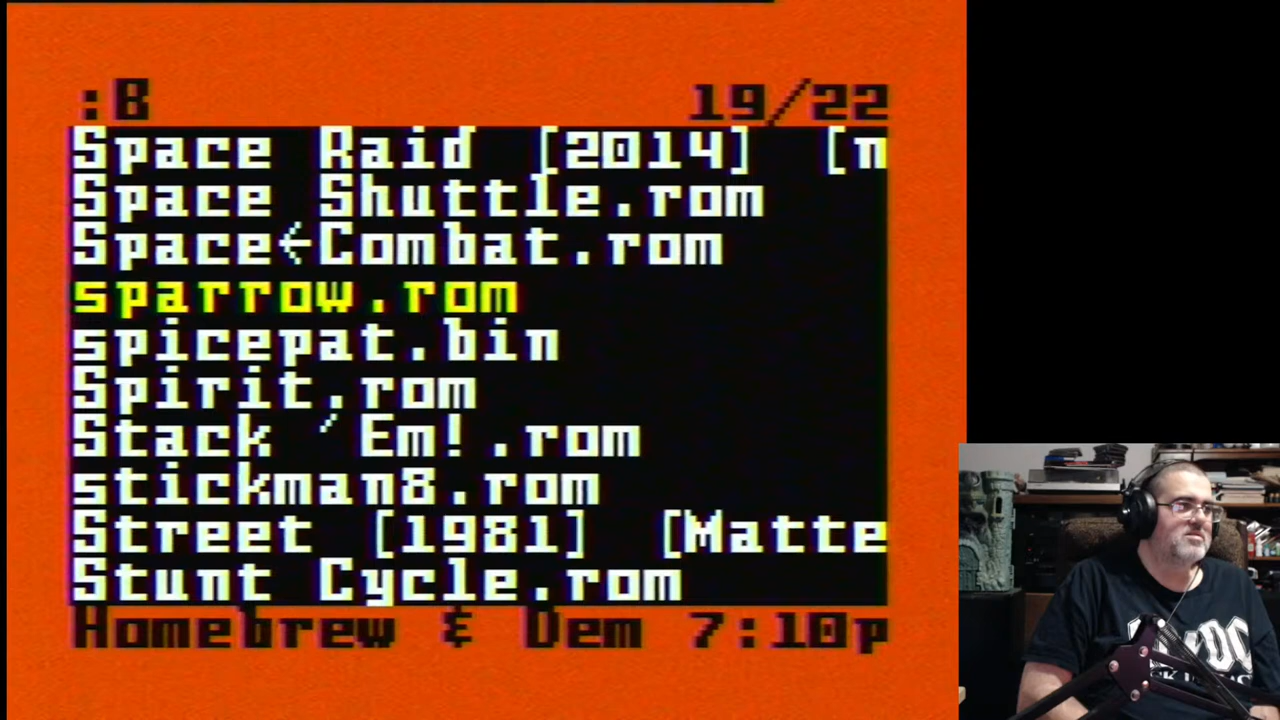 :B 19/22
Space Raid [2014] [n
Space Shuttle.rom
Space←Combat.rom
sparrow.rom
spicepat.bin
Spirit.rom
Stack 'Em!.rom
stickman8.rom
Street [1981] [Matte
Stunt Cycle.rom
Homebrew & Dem 7:10p